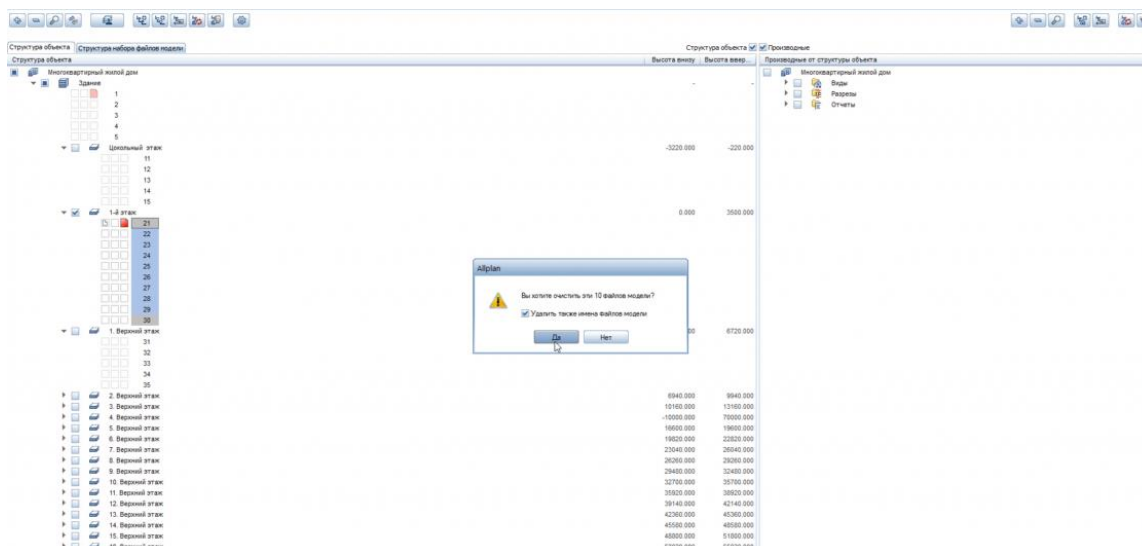 Структура объекта Структура набора файлов модели Структура объекта Производные
Структура объекта Высота внизу Высота ввер... Производные от структуры объекта
Многоквартирный жилой дом Многоквартирный жилой дом
Здание - - Виды
1 Разрезы
2 Отчеты
3
4
5
Цокольный этаж -3220.000 -220.000
11
12
13
14
15
1-й этаж 0.000 3500.000
21
22
23
24
25
26
27
28
29
30
Allplan
Вы хотите очистить эти 10 файлов модели?
Удалить также имена файлов модели
Да Нет
1. Верхний этаж 6720.000
31
32
33
34
35
2. Верхний этаж 6940.000 9940.000
3. Верхний этаж 10160.000 13160.000
4. Верхний этаж -10000.000 70000.000
5. Верхний этаж 16600.000 19600.000
6. Верхний этаж 19820.000 22820.000
7. Верхний этаж 23040.000 26040.000
8. Верхний этаж 26260.000 29260.000
9. Верхний этаж 29480.000 32480.000
10. Верхний этаж 32700.000 35700.000
11. Верхний этаж 35920.000 38920.000
12. Верхний этаж 39140.000 42140.000
13. Верхний этаж 42360.000 45360.000
14. Верхний этаж 45580.000 48580.000
15. Верхний этаж 48800.000 51800.000